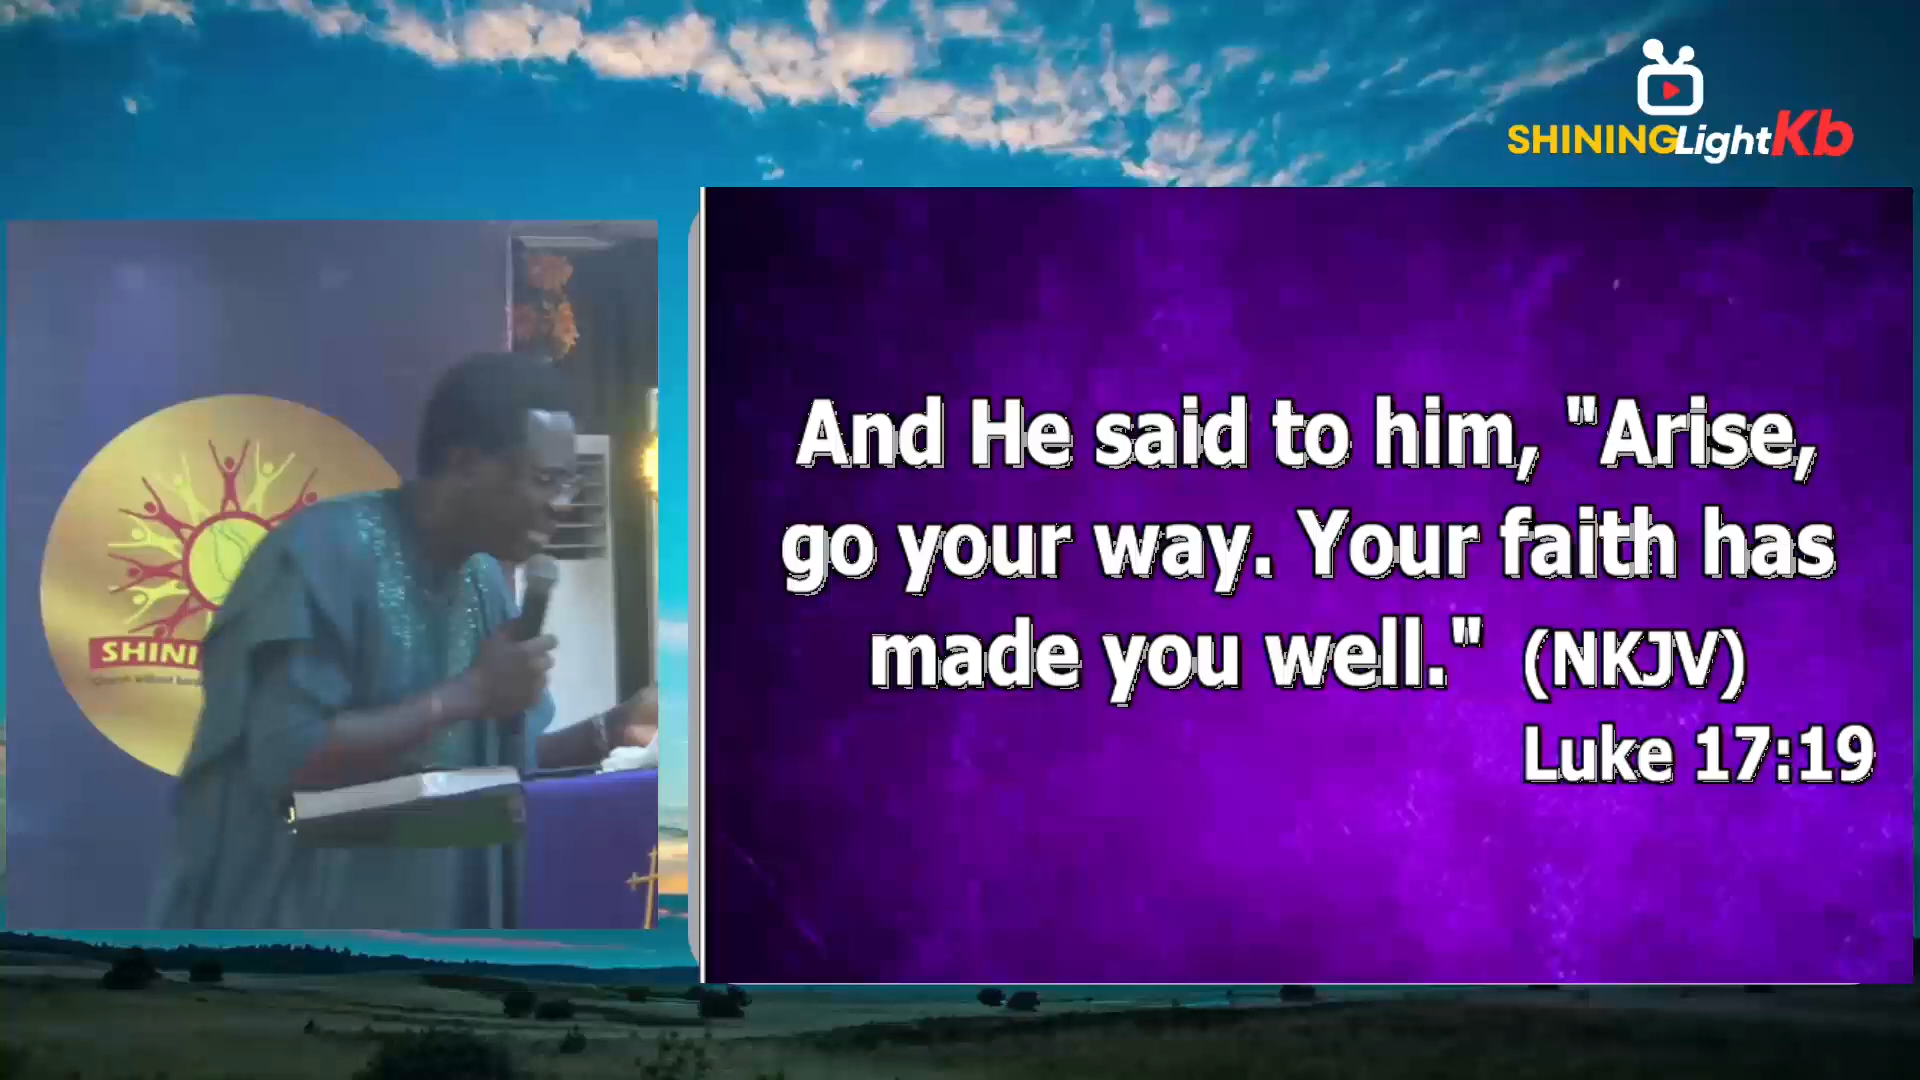 SHININGLightKb
And He said to him, "Arise,
go your way. Your faith has
made you well." (NKJV)
Luke 17:19
SHINI